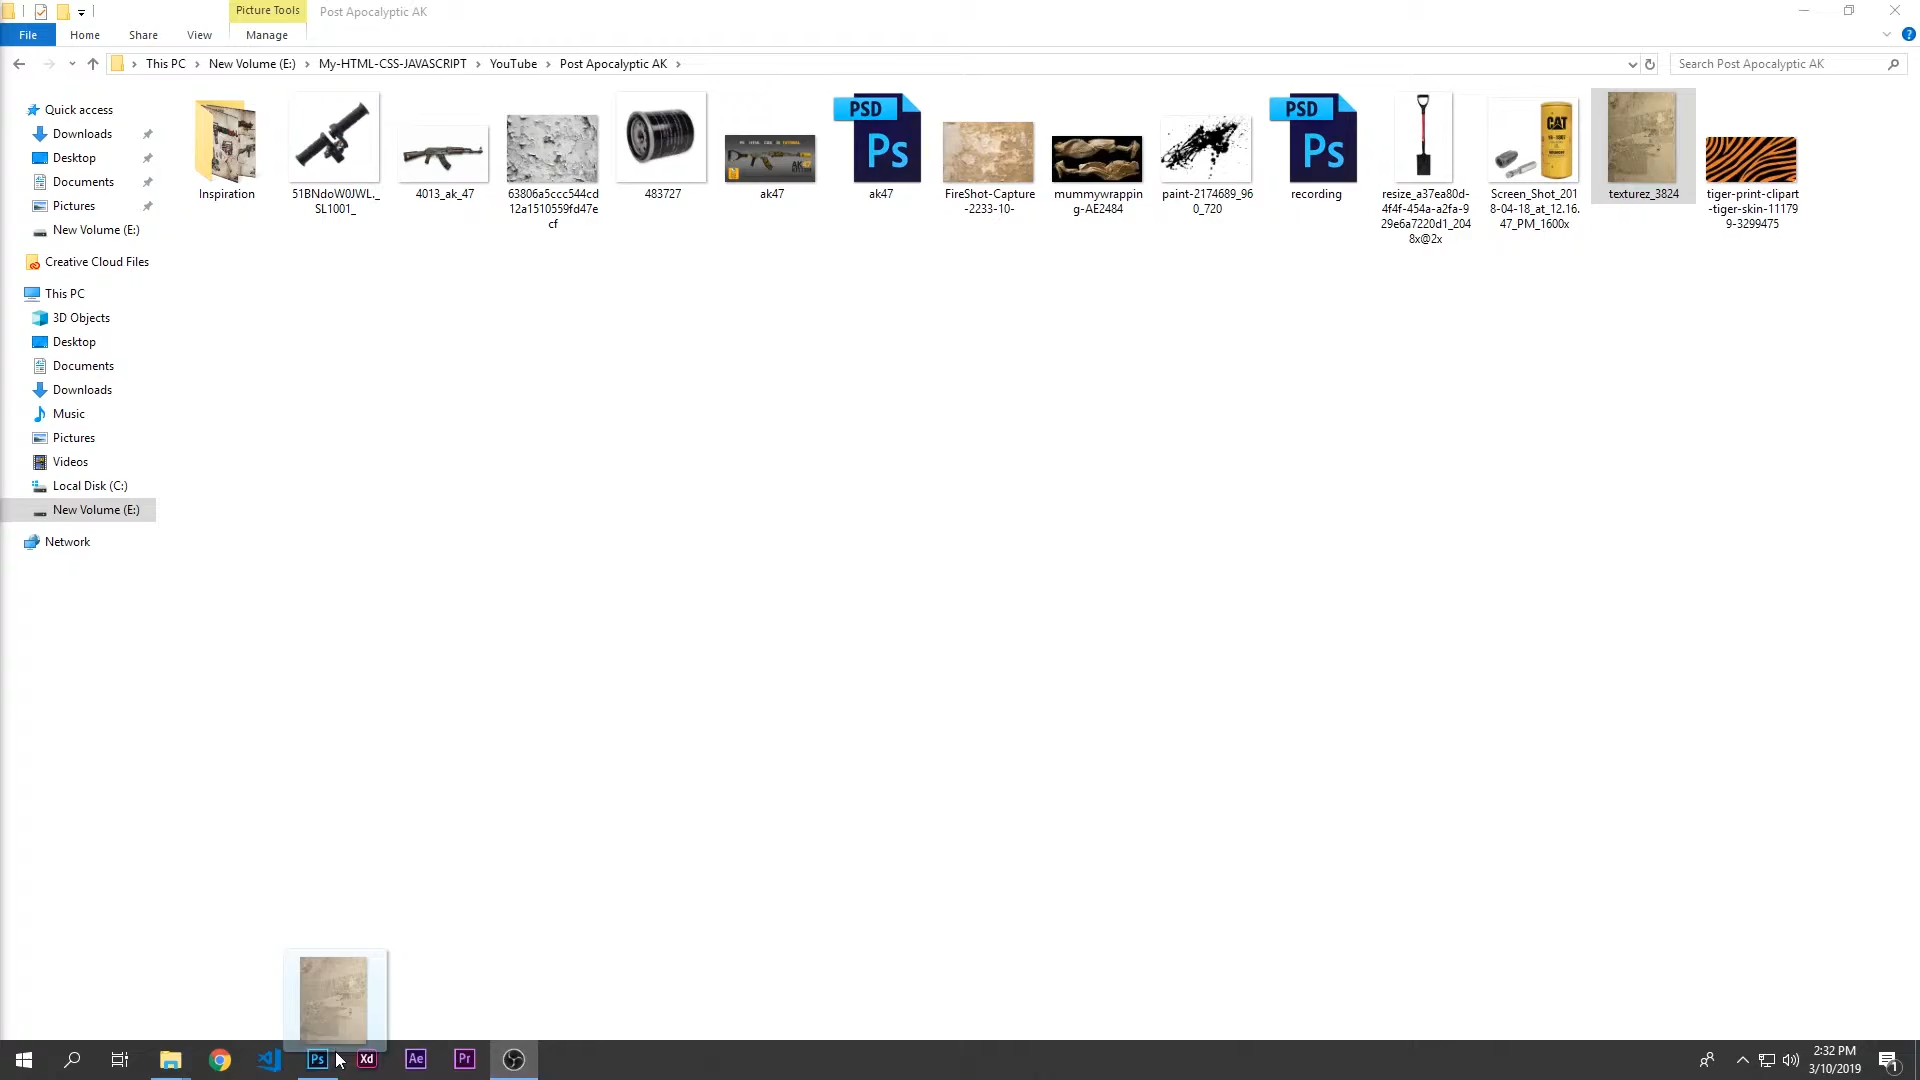 Picture Tools
Post Apocalyptic AK
File
Home
Share
View
Manage
This PC
New Volume (E:)
My-HTML-CSS-JAVASCRIPT
YouTube
Post Apocalyptic AK
Search Post Apocalyptic AK
Quick access
Downloads
Desktop
Documents
Pictures
New Volume (E:)
Creative Cloud Files
This PC
3D Objects
Desktop
Documents
Downloads
Music
Pictures
Videos
Local Disk (C:)
New Volume (E:)
Network
Inspiration
51BNdoW0JWL._
SL1001_
4013_ak_47
63806a5ccc544cd
12a1510559fd47e
cf
483727
ak47
PSD
Ps
ak47
FireShot-Capture
-2233-10-
mummywrappin
g-AE2484
paint-2174689_96
0_720
PSD
Ps
recording
resize_a37ea80d-
4f4f-454a-a2fa-9
29e6a7220d1_204
8x@2x
CAT
Screen_Shot_201
8-04-18_at_12.16.
47_PM_1600x
texturez_3824
tiger-print-clipart
-tiger-skin-11179
9-3299475
Ps
Xd
Ae
Pr
2:32 PM
3/10/2019
1